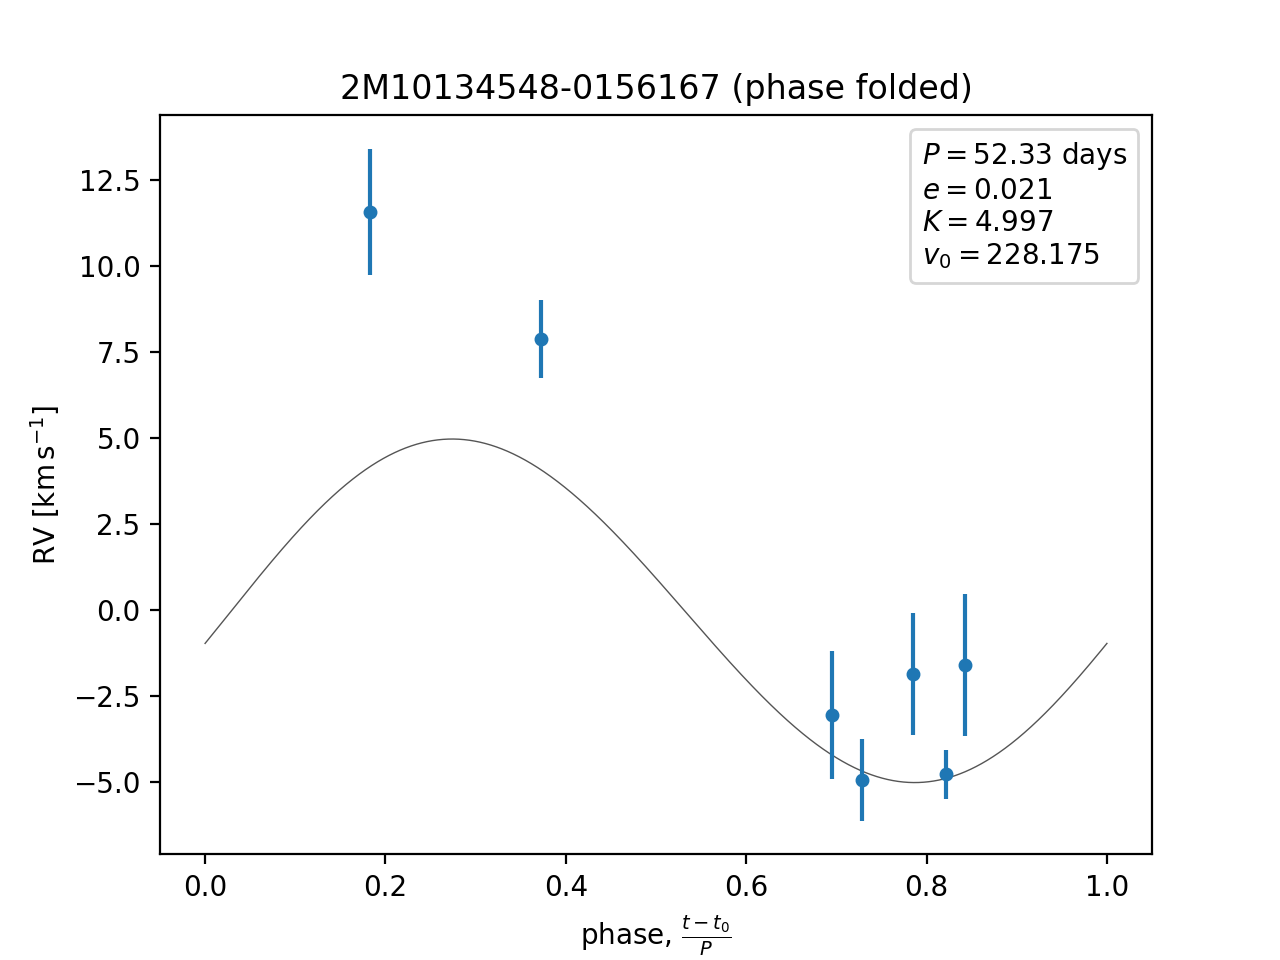 2M10134548-0156167 (phase folded)
P = 52.33 days
e = 0.021
K = 4.997
v₀ = 228.175
12.5
10.0
7.5
5.0
2.5
0.0
−2.5
−5.0
RV [km s⁻¹]
0.0 0.2 0.4 0.6 0.8 1.0
phase, (t − t₀)/P